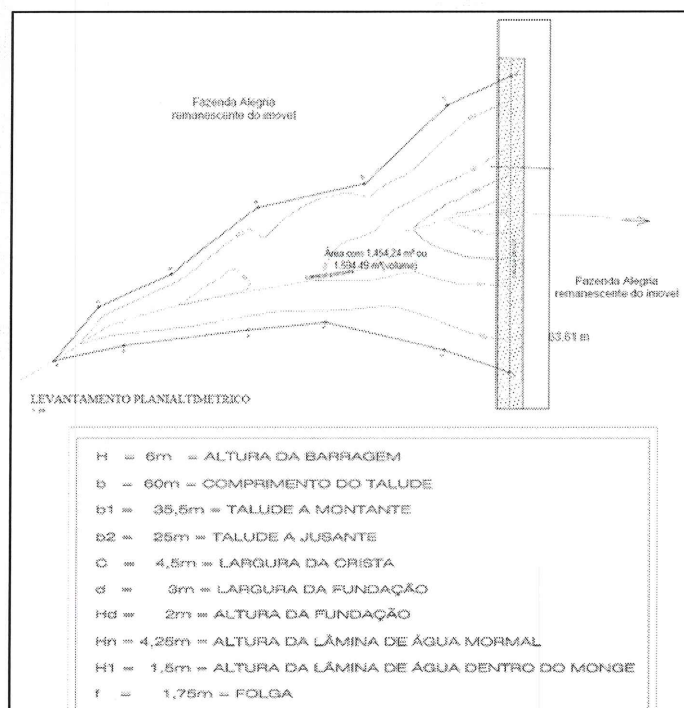 Fazenda Alegria
remanescente do imovel
Área com 1.454,24 m² ou
1.594,49 m³(volume)
Fazenda Alegria
remanescente do imovel
63,61 m
LEVANTAMENTO PLANIALTIMETRICO
H = 6m = ALTURA DA BARRAGEM
b = 60m = COMPRIMENTO DO TALUDE
b1 = 35,5m = TALUDE A MONTANTE
b2 = 25m = TALUDE A JUSANTE
C = 4,5m = LARGURA DA CRISTA
d = 3m = LARGURA DA FUNDAÇÃO
Hd = 2m = ALTURA DA FUNDAÇÃO
Hn = 4,25m = ALTURA DA LÂMINA DE ÁGUA MORMAL
H1 = 1,5m = ALTURA DA LÂMINA DE ÁGUA DENTRO DO MONGE
f = 1,75m = FOLGA